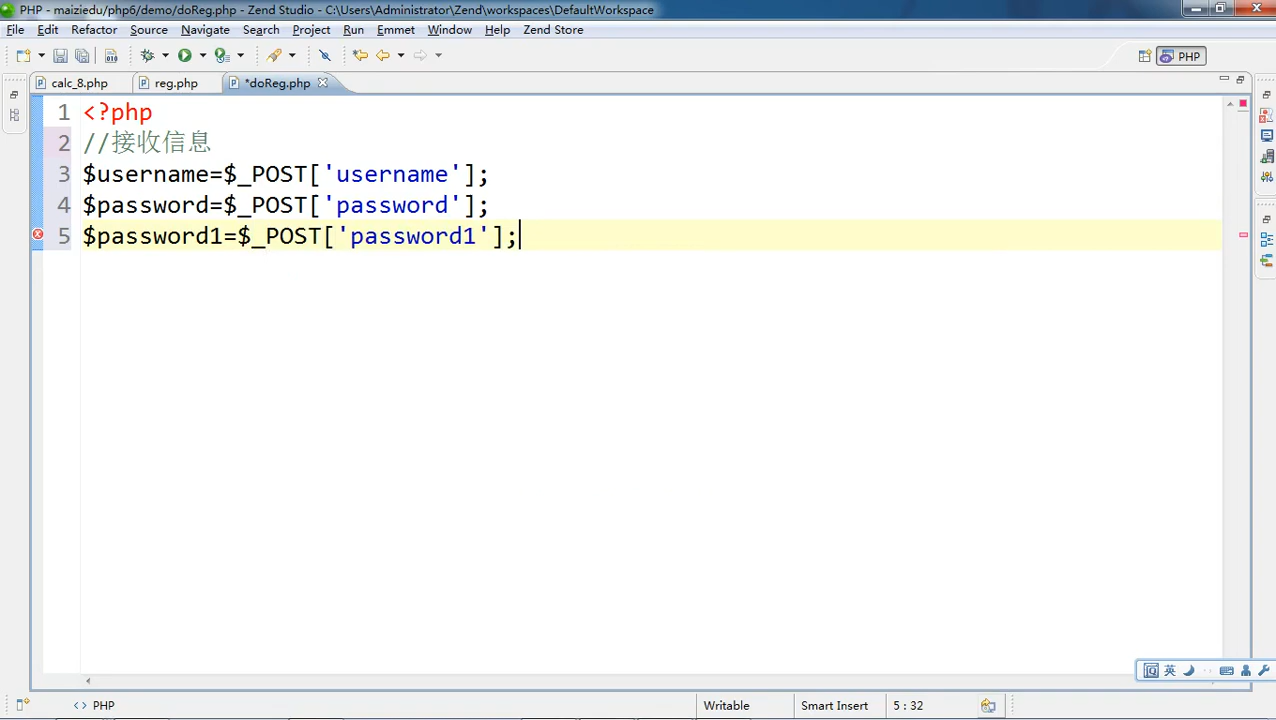 PHP - maiziedu/php6/demo/doReg.php - Zend Studio - C:\Users\Administrator\Zend\workspaces\DefaultWorkspace
File Edit Refactor Source Navigate Search Project Run Emmet Window Help Zend Store
PHP
calc_8.php reg.php *doReg.php
1 <?php
2 //接收信息
3 $username=$_POST['username'];
4 $password=$_POST['password'];
5 $password1=$_POST['password1'];
英
<> PHP Writable Smart Insert 5 : 32